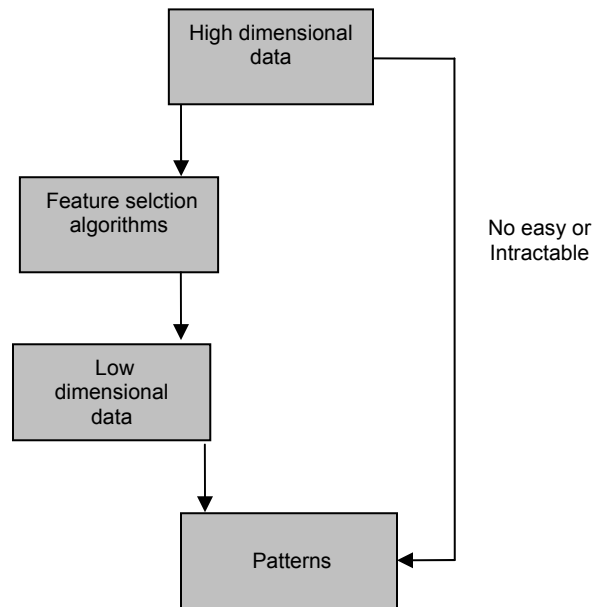 High dimensional
data
Feature selction
algorithms
No easy or
Intractable
Low
dimensional
data
Patterns